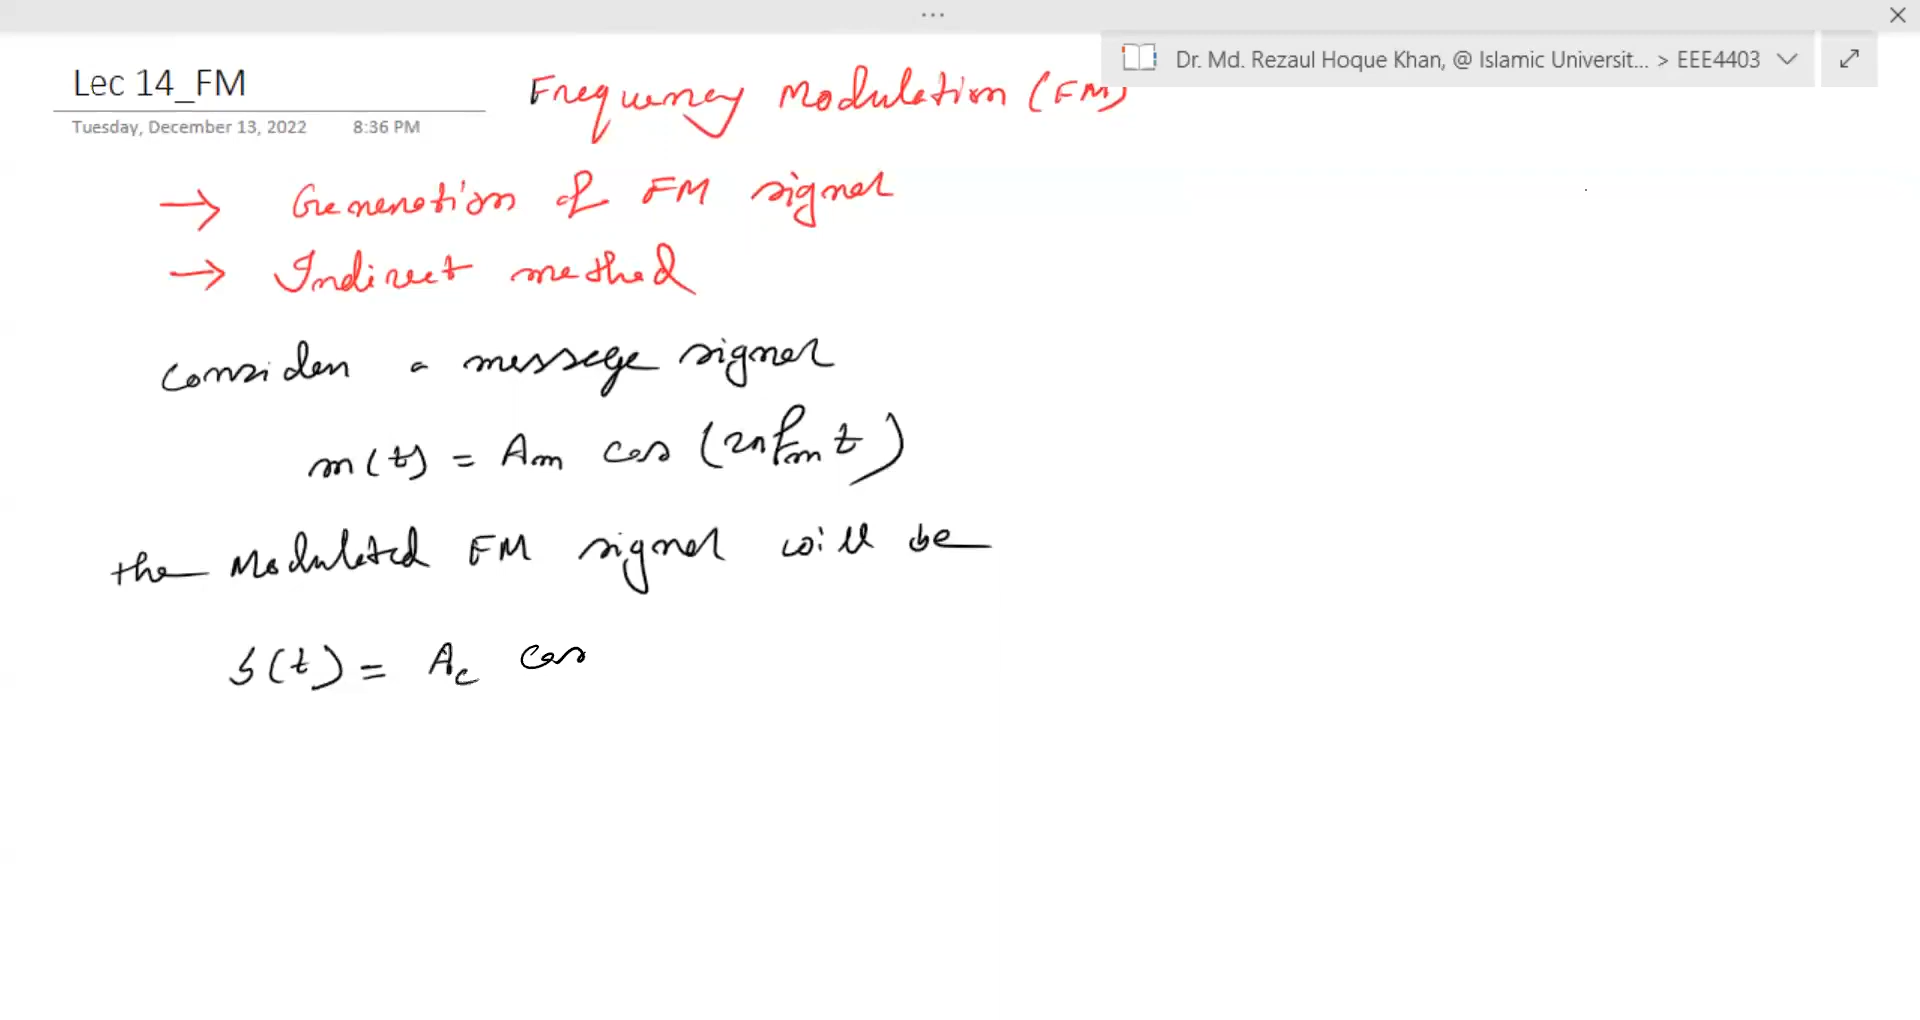 ...
Dr. Md. Rezaul Hoque Khan, @ Islamic Universit... > EEE4403
Lec 14_FM
Tuesday, December 13, 2022 8:36 PM
Frequency Modulation (FM)
→ Generation of FM signal
→ Indirect method
Consider a message signal
m(t) = Am cos (2πfm t)
the Modulated FM signal will be
S(t) = Ac cos